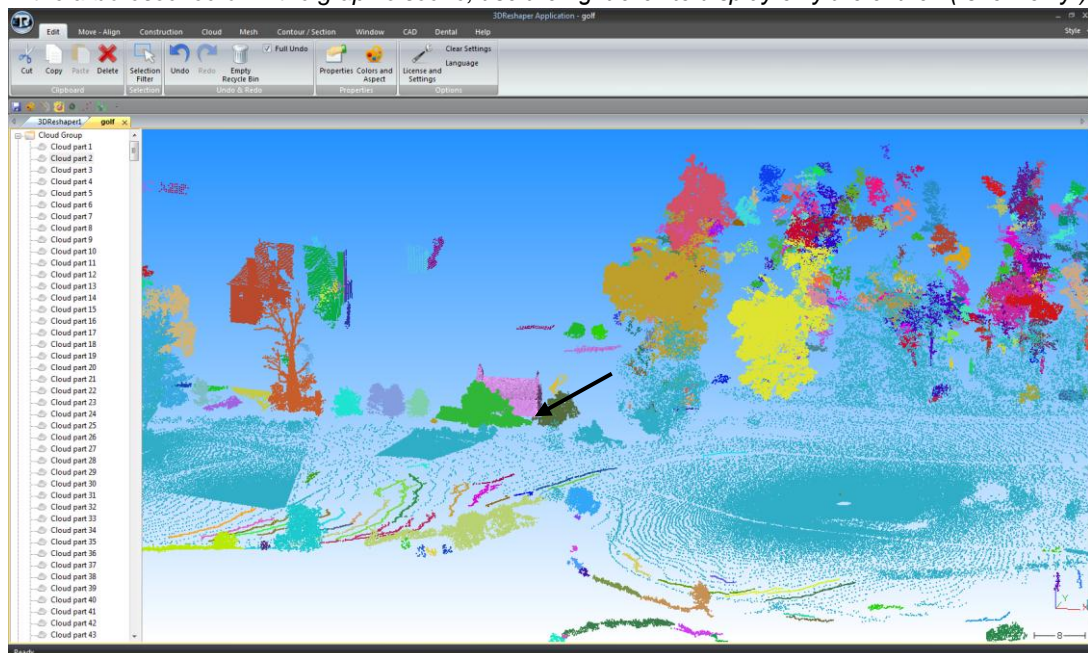 3DReshaper Application - golf
Edit Move - Align Construction Cloud Mesh Contour / Section Window CAD Dental Help Style
Cut Copy Paste Delete Selection Filter Undo Redo Empty Recycle Bin Full Undo Properties Colors and Aspect License and Settings Clear Settings Language
Clipboard Selection Undo & Redo Properties Options
3DReshaper1 golf
Cloud Group
Cloud part 1
Cloud part 2
Cloud part 3
Cloud part 4
Cloud part 5
Cloud part 6
Cloud part 7
Cloud part 8
Cloud part 9
Cloud part 10
Cloud part 11
Cloud part 12
Cloud part 13
Cloud part 14
Cloud part 15
Cloud part 16
Cloud part 17
Cloud part 18
Cloud part 19
Cloud part 20
Cloud part 21
Cloud part 22
Cloud part 23
Cloud part 24
Cloud part 25
Cloud part 26
Cloud part 27
Cloud part 28
Cloud part 29
Cloud part 30
Cloud part 31
Cloud part 32
Cloud part 33
Cloud part 34
Cloud part 35
Cloud part 36
Cloud part 37
Cloud part 38
Cloud part 39
Cloud part 40
Cloud part 41
Cloud part 42
Cloud part 43
Y
8
Ready